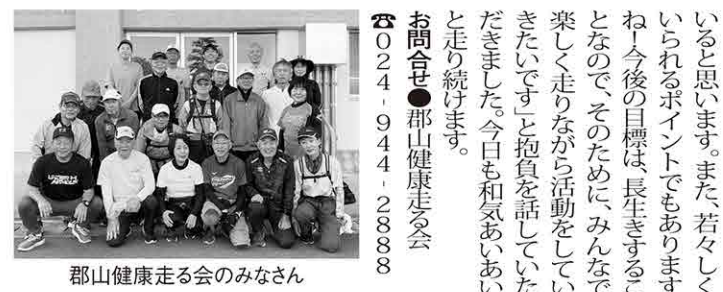 いると思います。また、若々しく
いられるポイントでもあります
ね!今後の目標は、長生きするこ
となので、そのために、みんなで
楽しく走りながら活動をしてい
きたいです」と抱負を話していた
だきました。今日も和気あいあい
と走り続けます。
お問合せ●郡山健康走る会
☎024-944-2888
郡山健康走る会のみなさん
UNDER ARMOUR